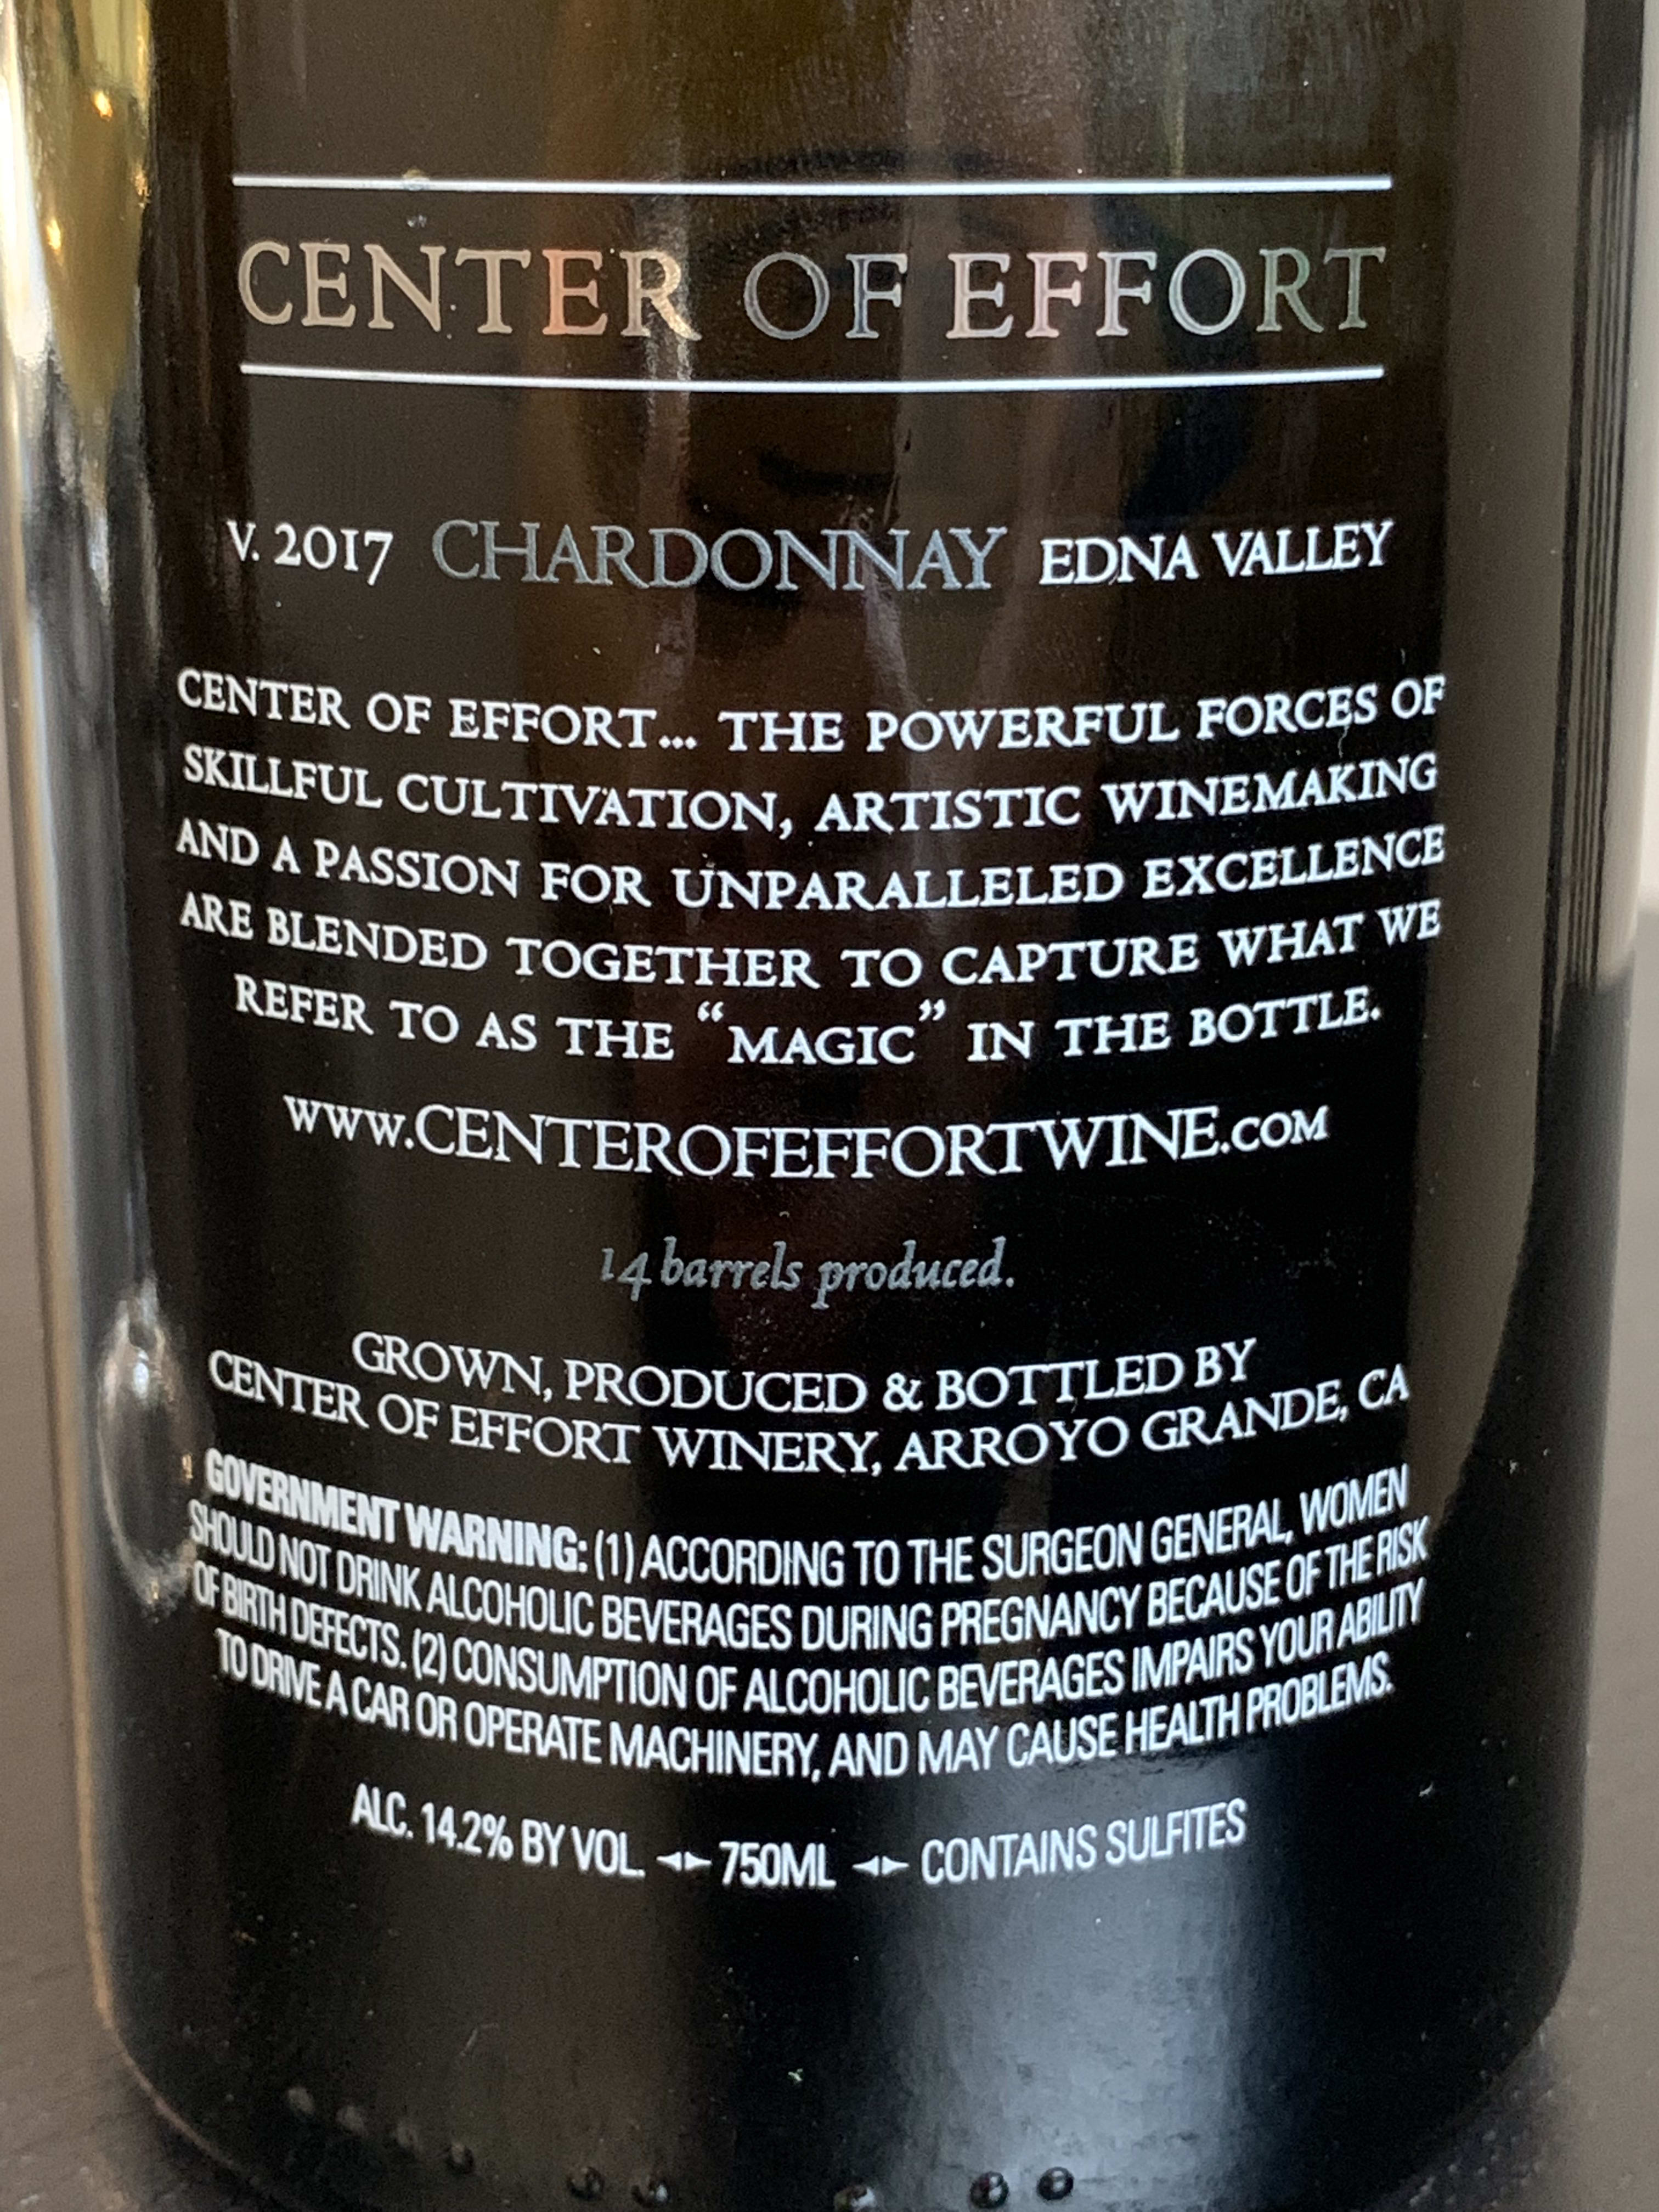 CENTER OF EFFORT
V. 2017 CHARDONNAY EDNA VALLEY
CENTER OF EFFORT... THE POWERFUL FORCES OF
SKILLFUL CULTIVATION, ARTISTIC WINEMAKING
AND A PASSION FOR UNPARALLELED EXCELLENCE
ARE BLENDED TOGETHER TO CAPTURE WHAT WE
REFER TO AS THE “MAGIC” IN THE BOTTLE.
WWW.CENTEROFEFFORTWINE.COM
14 barrels produced.
GROWN, PRODUCED & BOTTLED BY
CENTER OF EFFORT WINERY, ARROYO GRANDE, CA
GOVERNMENT WARNING: (1) ACCORDING TO THE SURGEON GENERAL, WOMEN
SHOULD NOT DRINK ALCOHOLIC BEVERAGES DURING PREGNANCY BECAUSE OF THE RISK
OF BIRTH DEFECTS. (2) CONSUMPTION OF ALCOHOLIC BEVERAGES IMPAIRS YOUR ABILITY
TO DRIVE A CAR OR OPERATE MACHINERY, AND MAY CAUSE HEALTH PROBLEMS.
ALC. 14.2% BY VOL. ◄► 750ML ◄► CONTAINS SULFITES